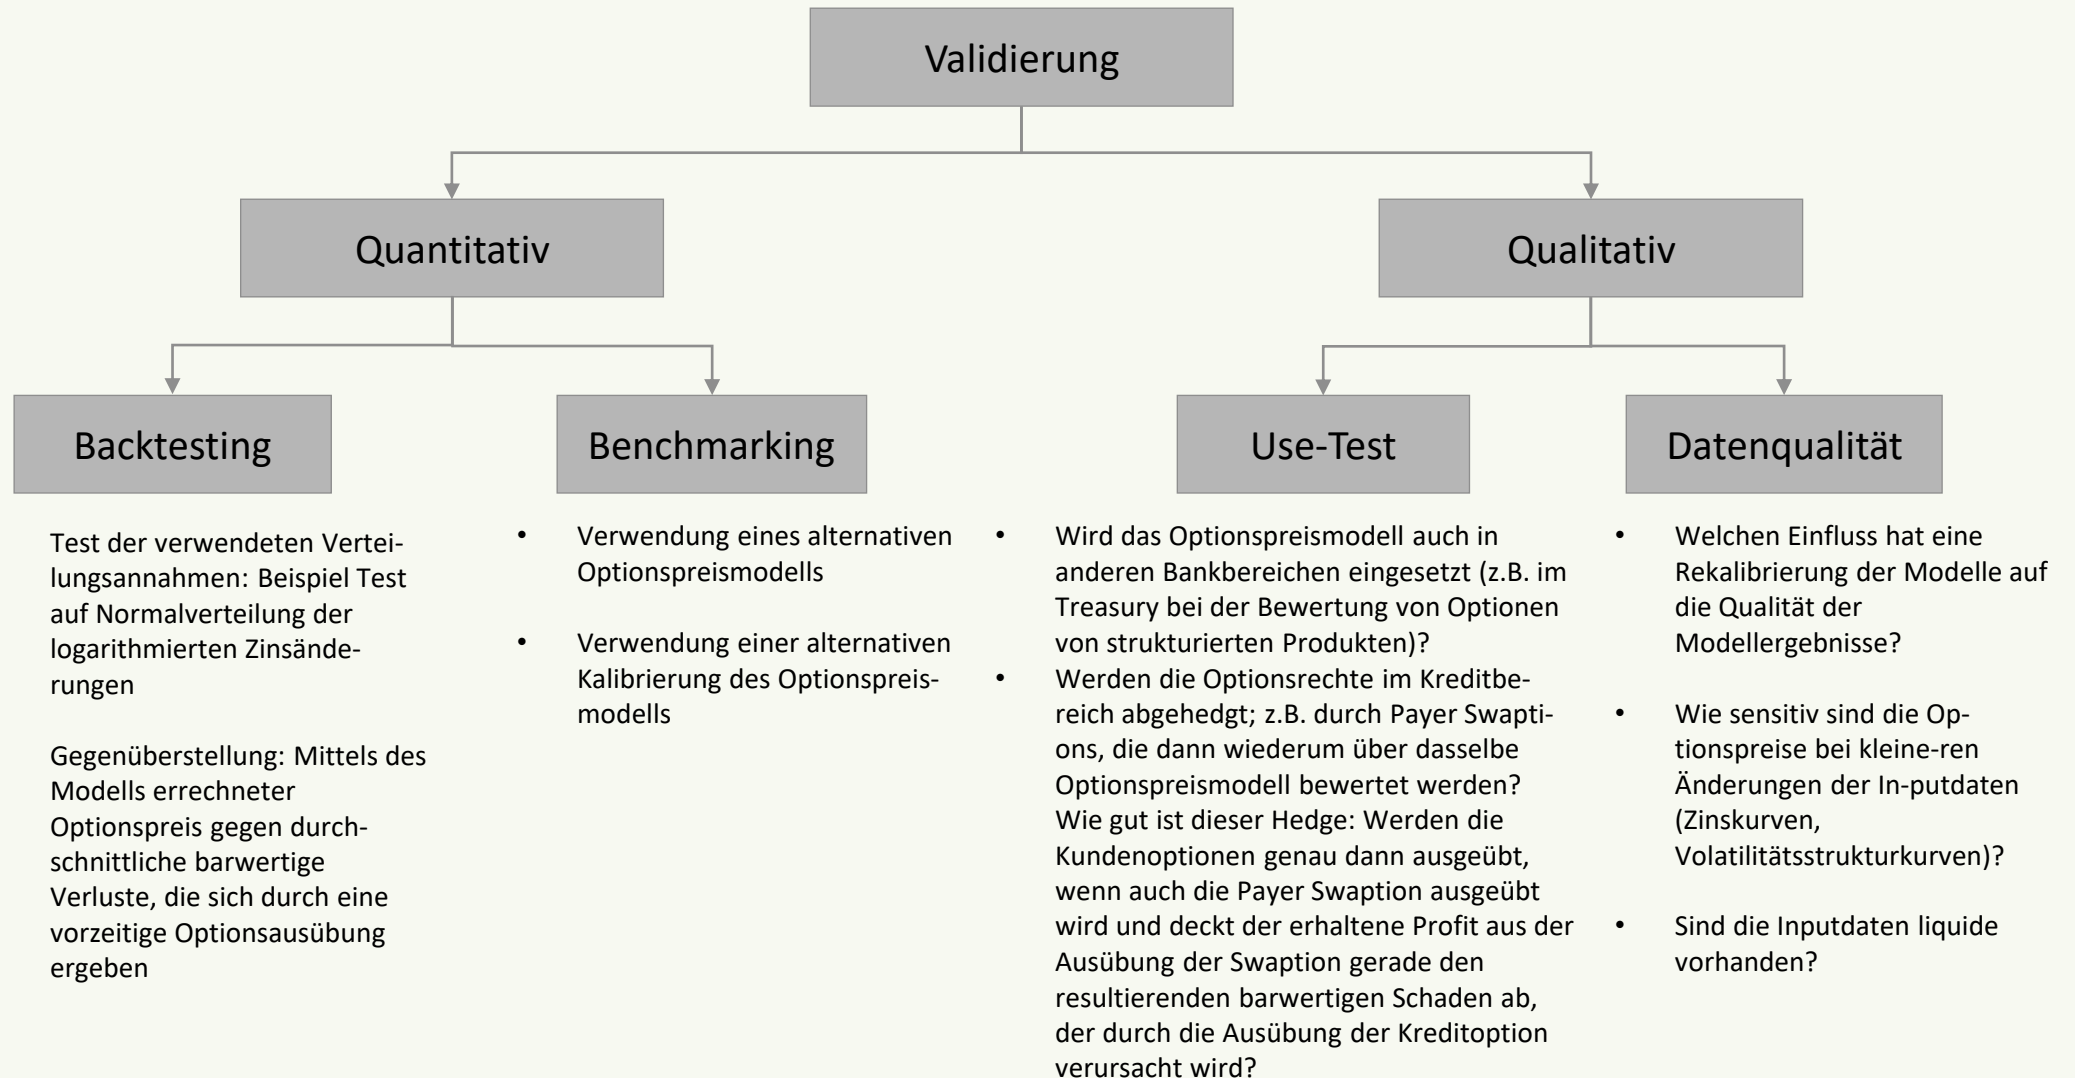 Validierung
Quantitativ
Qualitativ
Backtesting
Benchmarking
Use-Test
Datenqualität
Test der verwendeten Vertei-
lungsannahmen: Beispiel Test
auf Normalverteilung der
logarithmierten Zinsände-
rungen
Gegenüberstellung: Mittels des
Modells errechneter
Optionspreis gegen durch-
schnittliche barwertige
Verluste, die sich durch eine
vorzeitige Optionsausübung
ergeben
• Verwendung eines alternativen
Optionspreismodells
• Verwendung einer alternativen
Kalibrierung des Optionspreis-
modells
• Wird das Optionspreismodell auch in
anderen Bankbereichen eingesetzt (z.B. im
Treasury bei der Bewertung von Optionen
von strukturierten Produkten)?
• Werden die Optionsrechte im Kreditbe-
reich abgehedgt; z.B. durch Payer Swapti-
ons, die dann wiederum über dasselbe
Optionspreismodell bewertet werden?
Wie gut ist dieser Hedge: Werden die
Kundenoptionen genau dann ausgeübt,
wenn auch die Payer Swaption ausgeübt
wird und deckt der erhaltene Profit aus der
Ausübung der Swaption gerade den
resultierenden barwertigen Schaden ab,
der durch die Ausübung der Kreditoption
verursacht wird?
• Welchen Einfluss hat eine
Rekalibrierung der Modelle auf
die Qualität der
Modellergebnisse?
• Wie sensitiv sind die Op-
tionspreise bei kleine-ren
Änderungen der In-putdaten
(Zinskurven,
Volatilitätsstrukturkurven)?
• Sind die Inputdaten liquide
vorhanden?